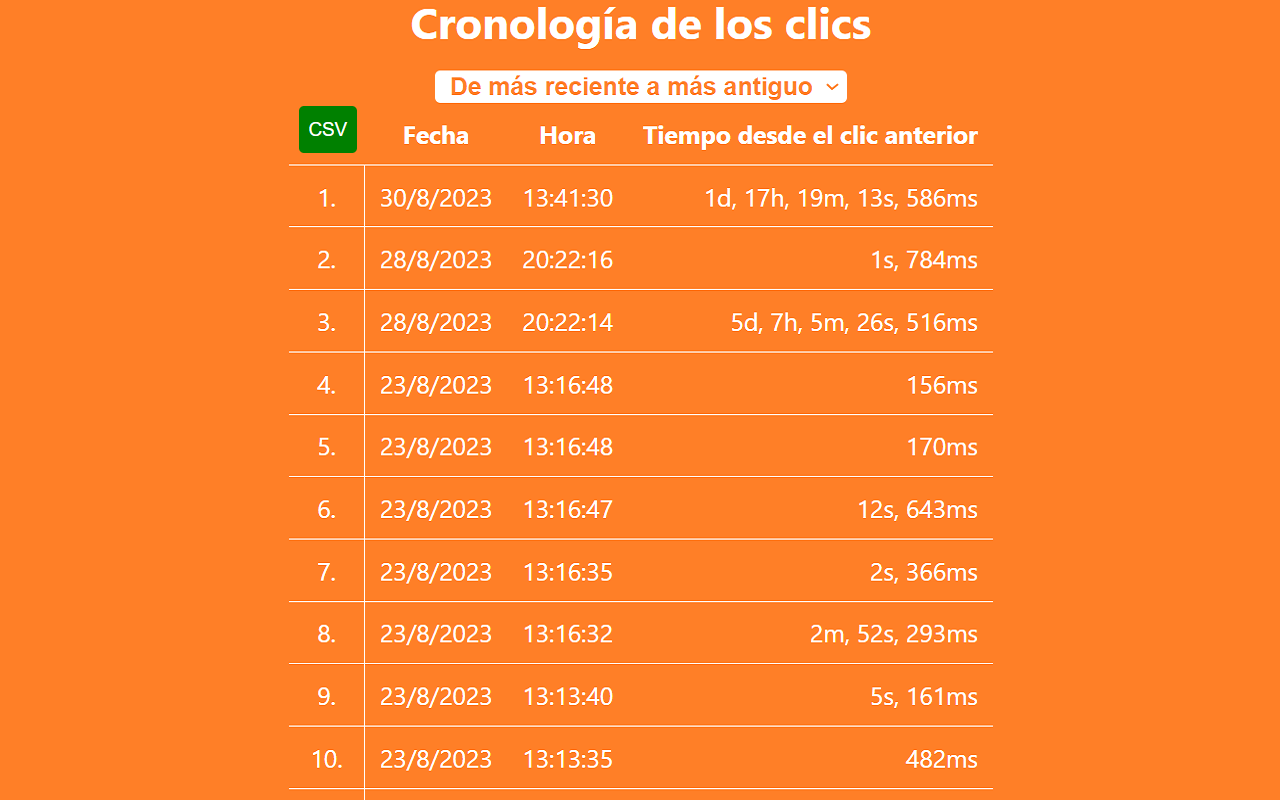 Cronología de los clics
De más reciente a más antiguo
CSV Fecha Hora Tiempo desde el clic anterior
1. 30/8/2023 13:41:30 1d, 17h, 19m, 13s, 586ms
2. 28/8/2023 20:22:16 1s, 784ms
3. 28/8/2023 20:22:14 5d, 7h, 5m, 26s, 516ms
4. 23/8/2023 13:16:48 156ms
5. 23/8/2023 13:16:48 170ms
6. 23/8/2023 13:16:47 12s, 643ms
7. 23/8/2023 13:16:35 2s, 366ms
8. 23/8/2023 13:16:32 2m, 52s, 293ms
9. 23/8/2023 13:13:40 5s, 161ms
10. 23/8/2023 13:13:35 482ms